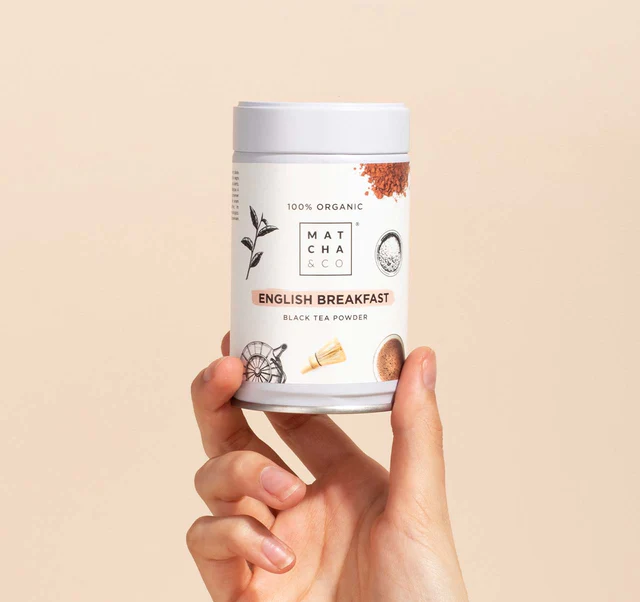 100% ORGANIC
MAT
CHA
& CO
®
ENGLISH BREAKFAST
BLACK TEA POWDER